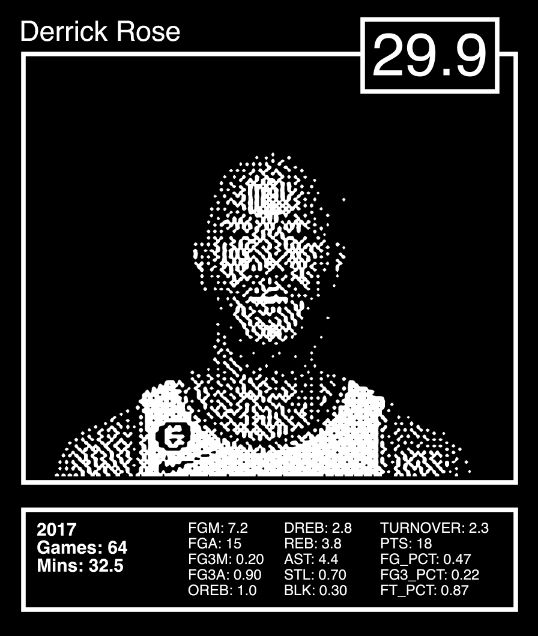 Derrick Rose
29.9
2017
Games: 64
Mins: 32.5
FGM: 7.2
FGA: 15
FG3M: 0.20
FG3A: 0.90
OREB: 1.0
DREB: 2.8
REB: 3.8
AST: 4.4
STL: 0.70
BLK: 0.30
TURNOVER: 2.3
PTS: 18
FG_PCT: 0.47
FG3_PCT: 0.22
FT_PCT: 0.87